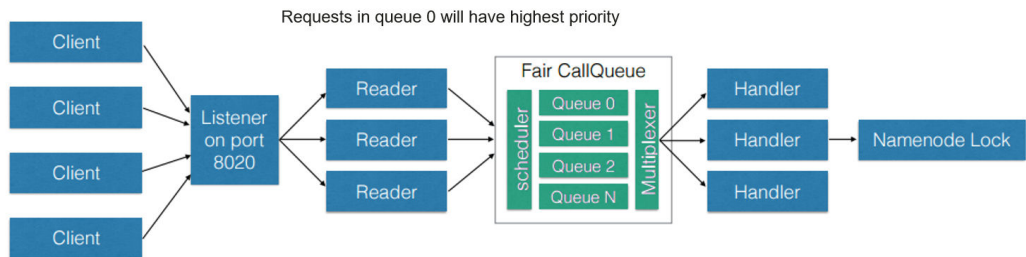 Requests in queue 0 will have highest priority
Client
Client
Client
Client
Listener
on port
8020
Reader
Reader
Reader
Fair CallQueue
scheduler
Queue 0
Queue 1
Queue 2
Queue N
Multiplexer
Handler
Handler
Handler
Namenode Lock